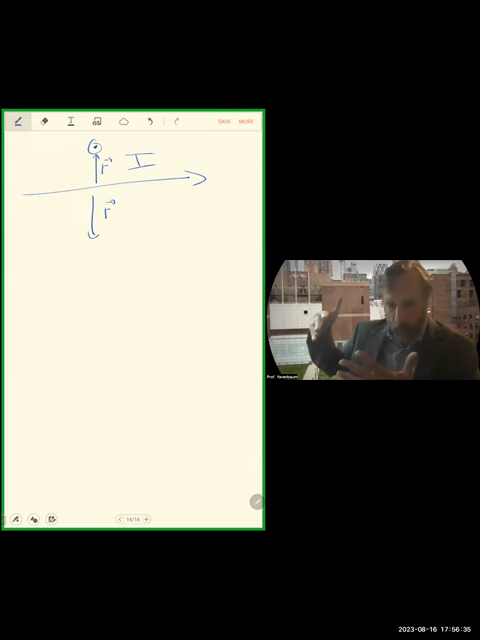 T
SAVE MORE
r⃗ I
r⃗
Prof. Yaverbaum
16/16
2023-08-16 17:56:35